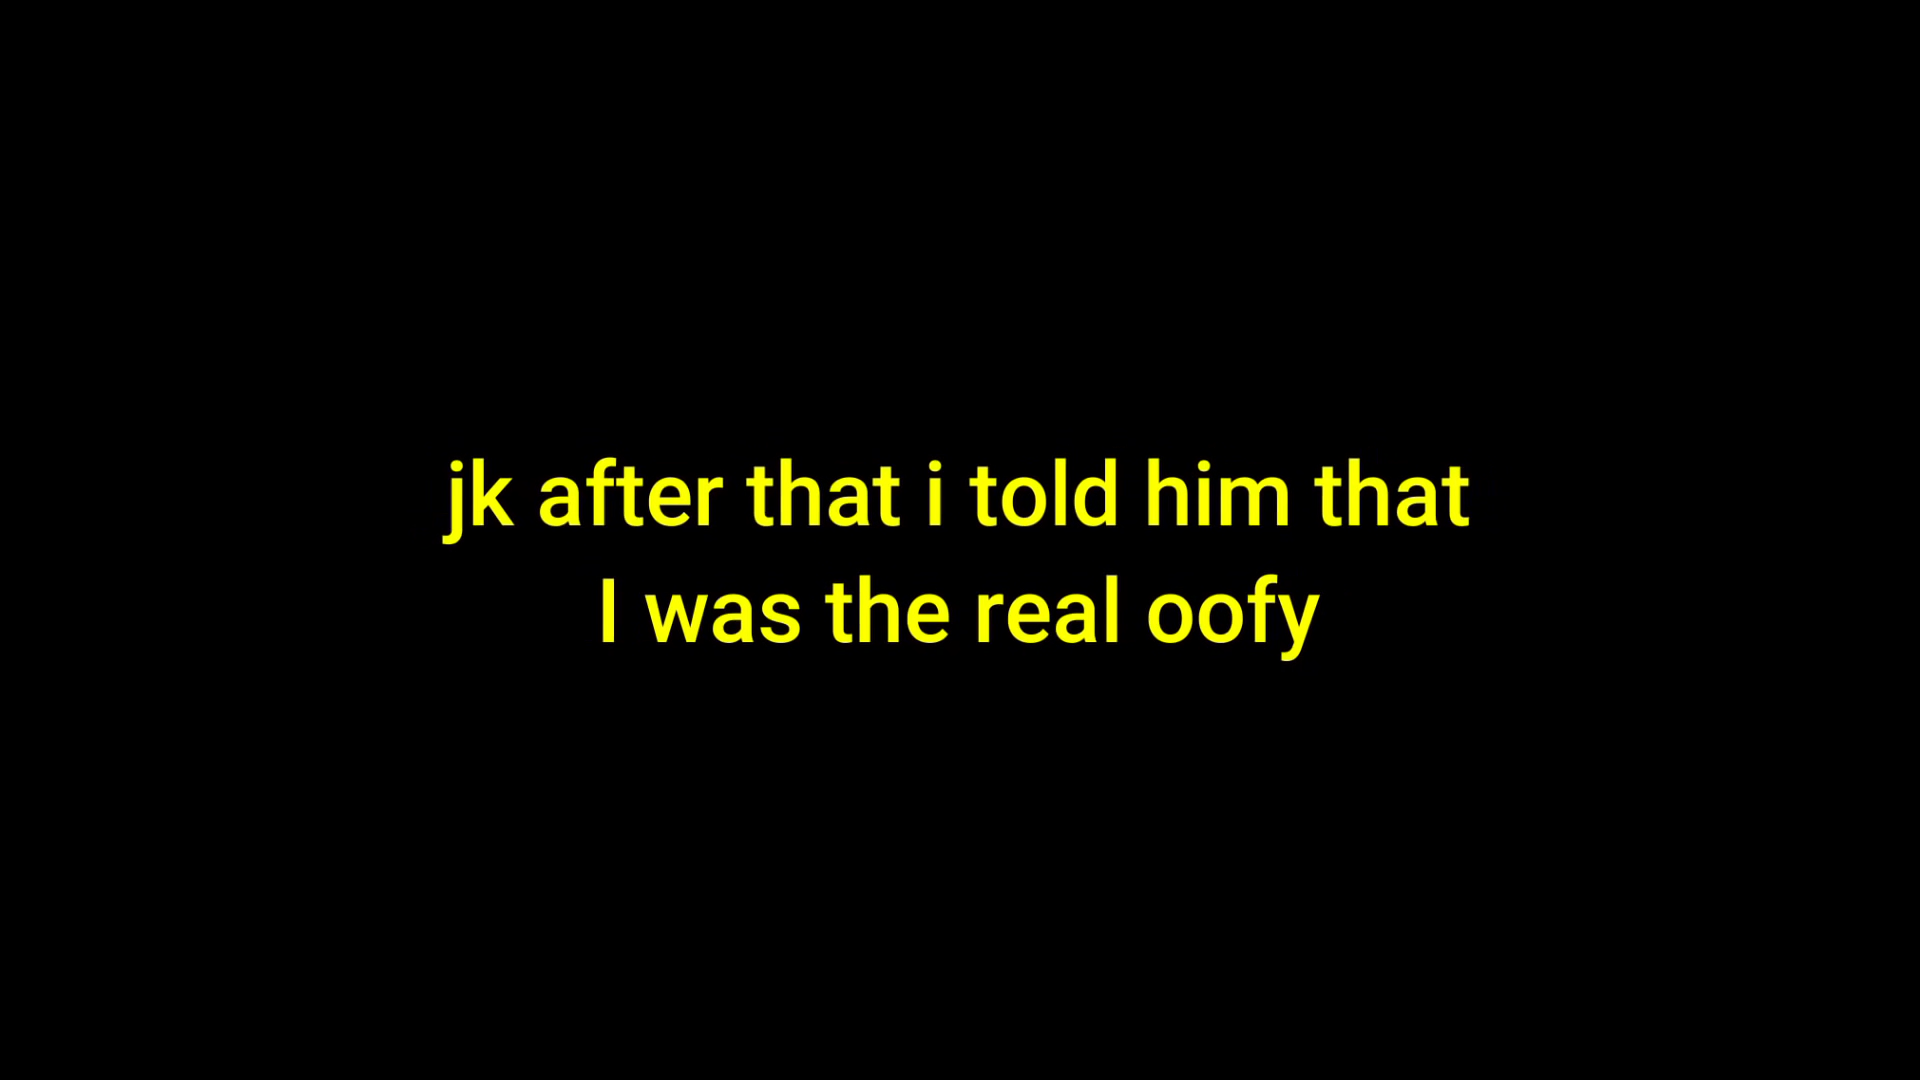 jk after that i told him that
I was the real oofy